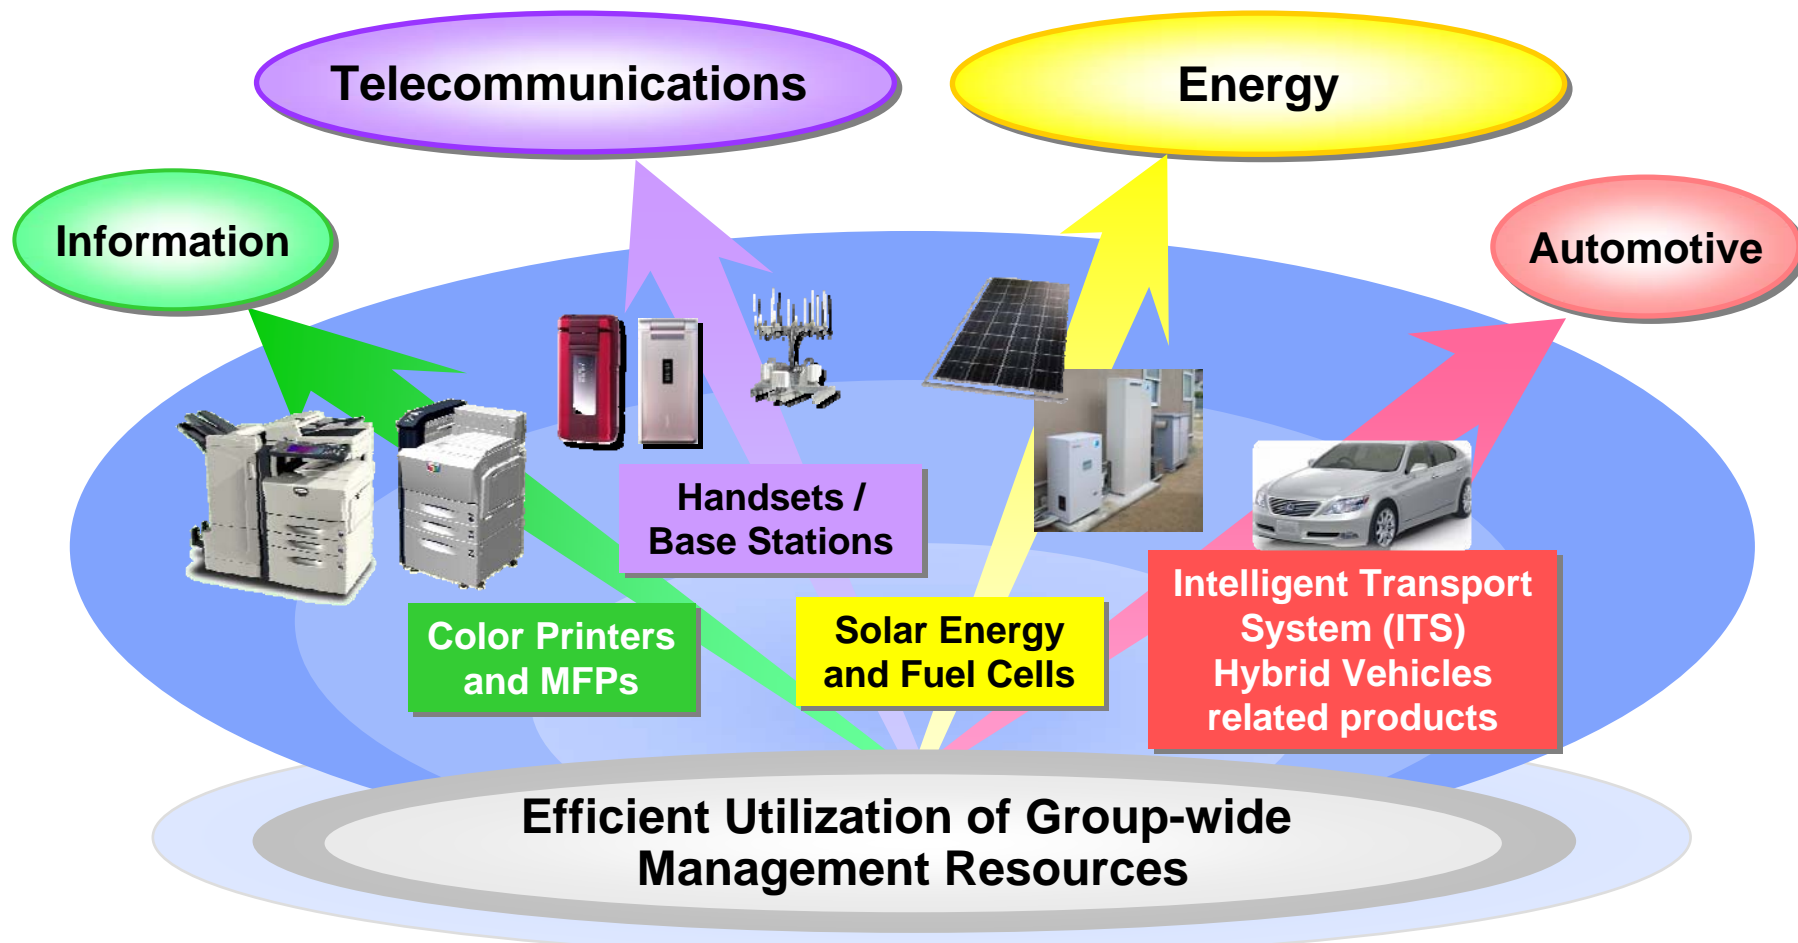 Telecommunications
Energy
Information
Automotive
Handsets /
Base Stations
Color Printers
and MFPs
Solar Energy
and Fuel Cells
Intelligent Transport
System (ITS)
Hybrid Vehicles
related products
Efficient Utilization of Group-wide
Management Resources